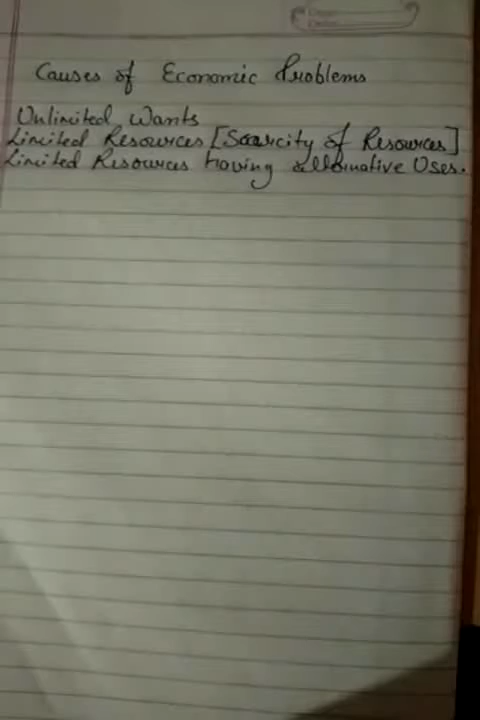 Causes of Economic Problems
Unlimited Wants
Limited Resources [Scarcity of Resources]
Limited Resources having alternative Uses.